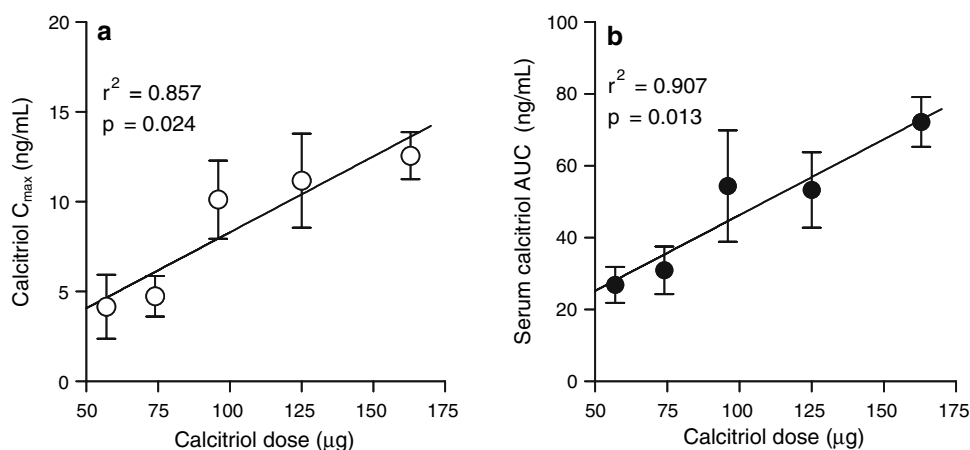 a
r² = 0.857
p = 0.024
Calcitriol Cmax (ng/mL)
20
15
10
5
0
50 75 100 125 150 175
Calcitriol dose (μg)
b
r² = 0.907
p = 0.013
Serum calcitriol AUC (ng/mL)
100
80
60
40
20
0
50 75 100 125 150 175
Calcitriol dose (μg)